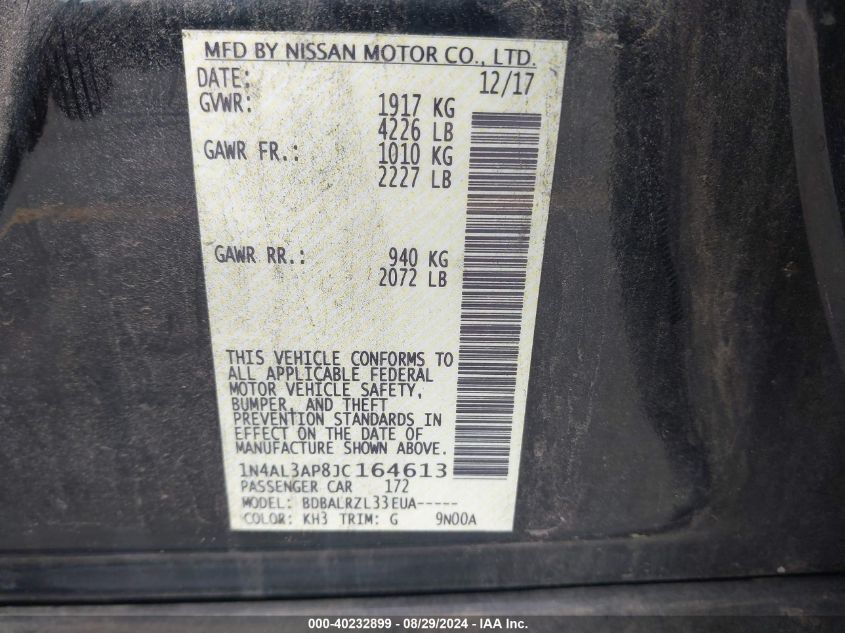 MFD BY NISSAN MOTOR CO., LTD.
DATE: 12/17
GVWR: 1917 KG
4226 LB
GAWR FR.: 1010 KG
2227 LB
GAWR RR.: 940 KG
2072 LB
THIS VEHICLE CONFORMS TO
ALL APPLICABLE FEDERAL
MOTOR VEHICLE SAFETY,
BUMPER, AND THEFT
PREVENTION STANDARDS IN
EFFECT ON THE DATE OF
MANUFACTURE SHOWN ABOVE.
1N4AL3AP8JC164613
PASSENGER CAR 172
MODEL: BDBALRZL33EUA-----
COLOR: KH3 TRIM: G 9N00A
000-40232899 - 08/29/2024 - IAA Inc.